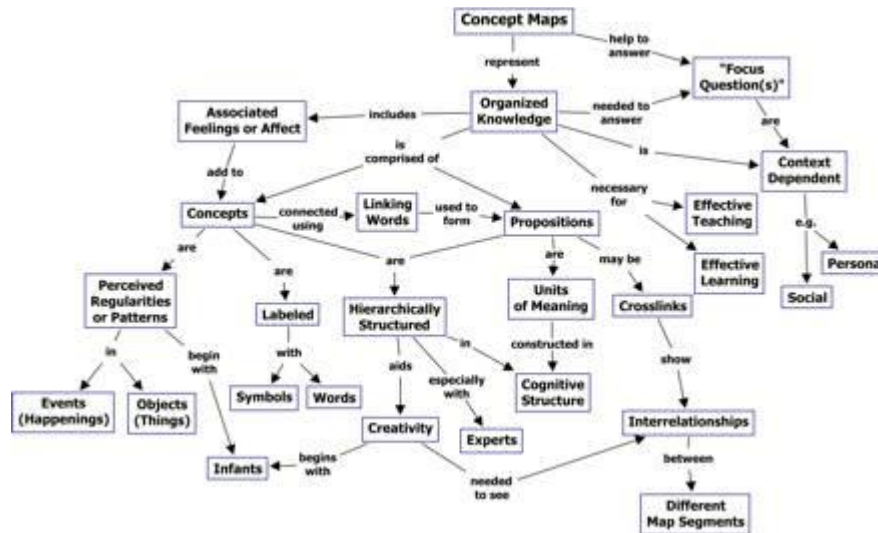 Concept Maps
help to
answer
represent
"Focus
Question(s)"
Associated
Feelings or Affect
includes
Organized
Knowledge
needed to
answer
are
is
comprised of
is
Context
Dependent
add to
necessary
for
Concepts
connected
using
Linking
Words
used to
form
Propositions
Effective
Teaching
e.g.
are
are
are
are
may be
Effective
Learning
Persona
Social
Perceived
Regularities
or Patterns
Labeled
Hierarchically
Structured
Units
of Meaning
Crosslinks
in
begin
with
with
aids
in
constructed in
show
especially
with
Events
(Happenings)
Objects
(Things)
Symbols
Words
Cognitive
Structure
Creativity
Experts
Interrelationships
Infants
begins
with
needed
to see
between
Different
Map Segments